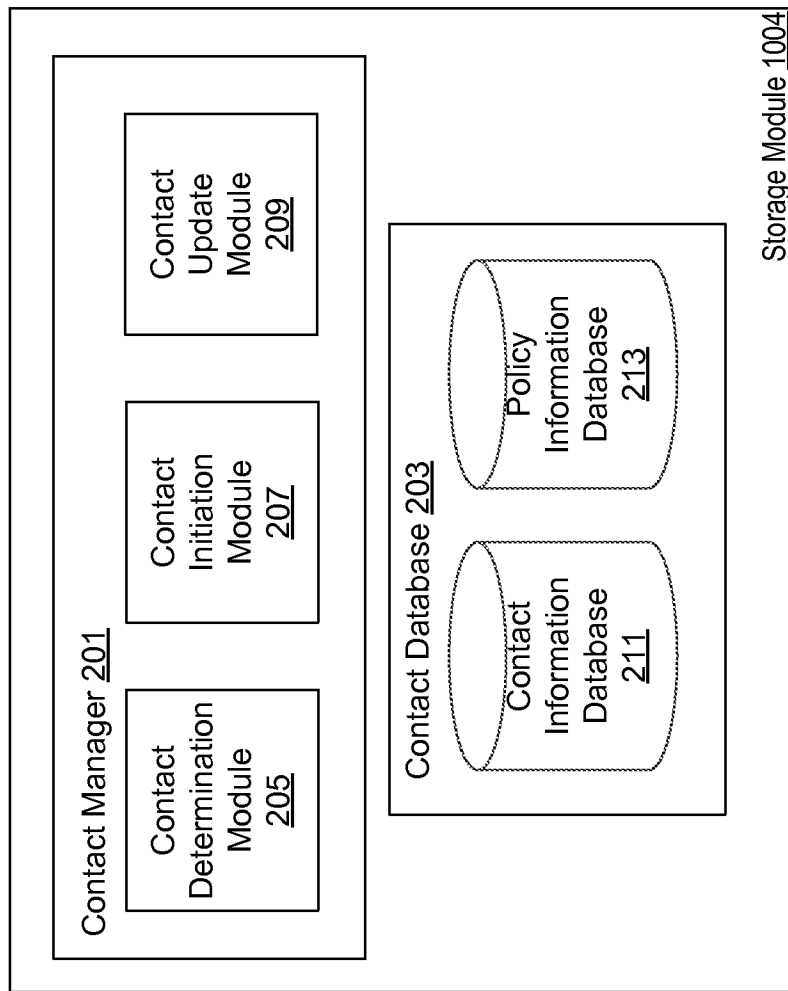 Contact Manager 201
Contact
Determination
Module
205
Contact
Initiation
Module
207
Contact
Update
Module
209
Contact Database 203
Contact
Information
Database
211
Policy
Information
Database
213
Storage Module 1004